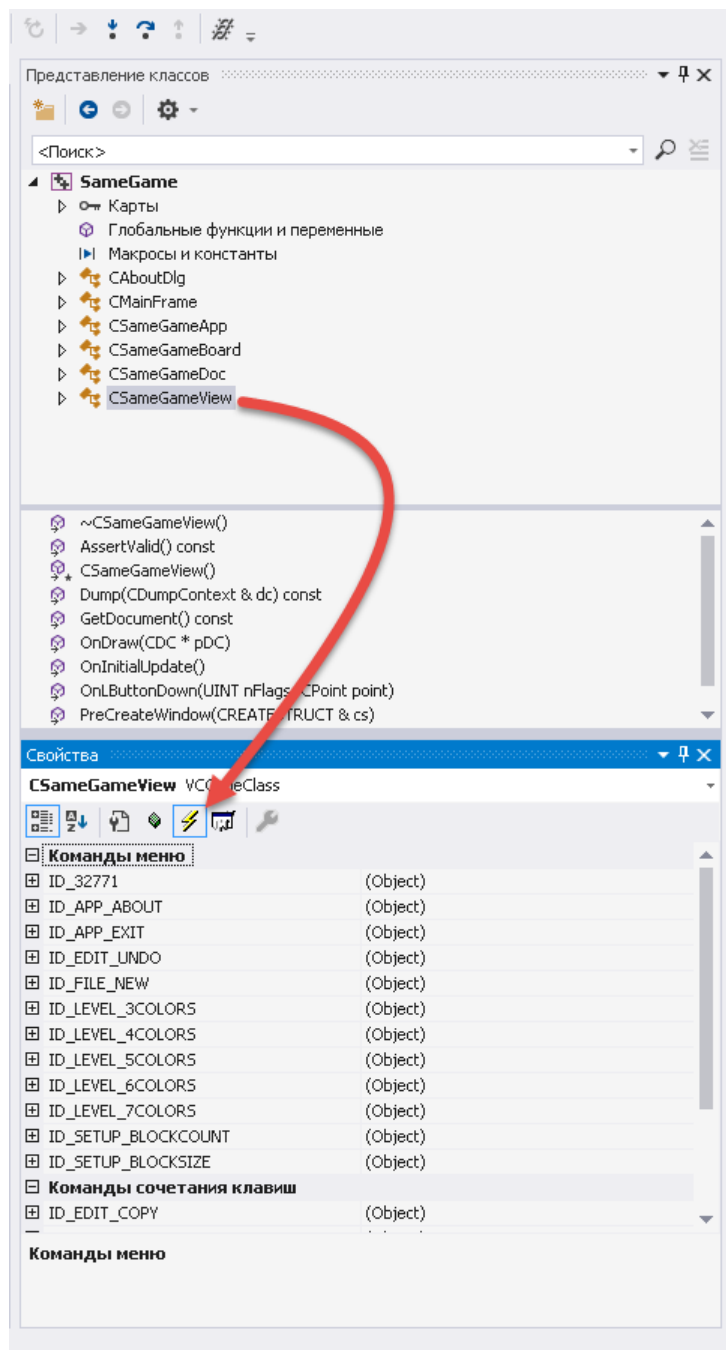 Представление классов
<Поиск>
SameGame
Карты
Глобальные функции и переменные
Макросы и константы
CAboutDlg
CMainFrame
CSameGameApp
CSameGameBoard
CSameGameDoc
CSameGameView
~CSameGameView()
AssertValid() const
CSameGameView()
Dump(CDumpContext & dc) const
GetDocument() const
OnDraw(CDC * pDC)
OnInitialUpdate()
OnLButtonDown(UINT nFlags, CPoint point)
PreCreateWindow(CREATESTRUCT & cs)
Свойства
CSameGameView VCCodeClass
Команды меню
ID_32771 (Object)
ID_APP_ABOUT (Object)
ID_APP_EXIT (Object)
ID_EDIT_UNDO (Object)
ID_FILE_NEW (Object)
ID_LEVEL_3COLORS (Object)
ID_LEVEL_4COLORS (Object)
ID_LEVEL_5COLORS (Object)
ID_LEVEL_6COLORS (Object)
ID_LEVEL_7COLORS (Object)
ID_SETUP_BLOCKCOUNT (Object)
ID_SETUP_BLOCKSIZE (Object)
Команды сочетания клавиш
ID_EDIT_COPY (Object)
Команды меню